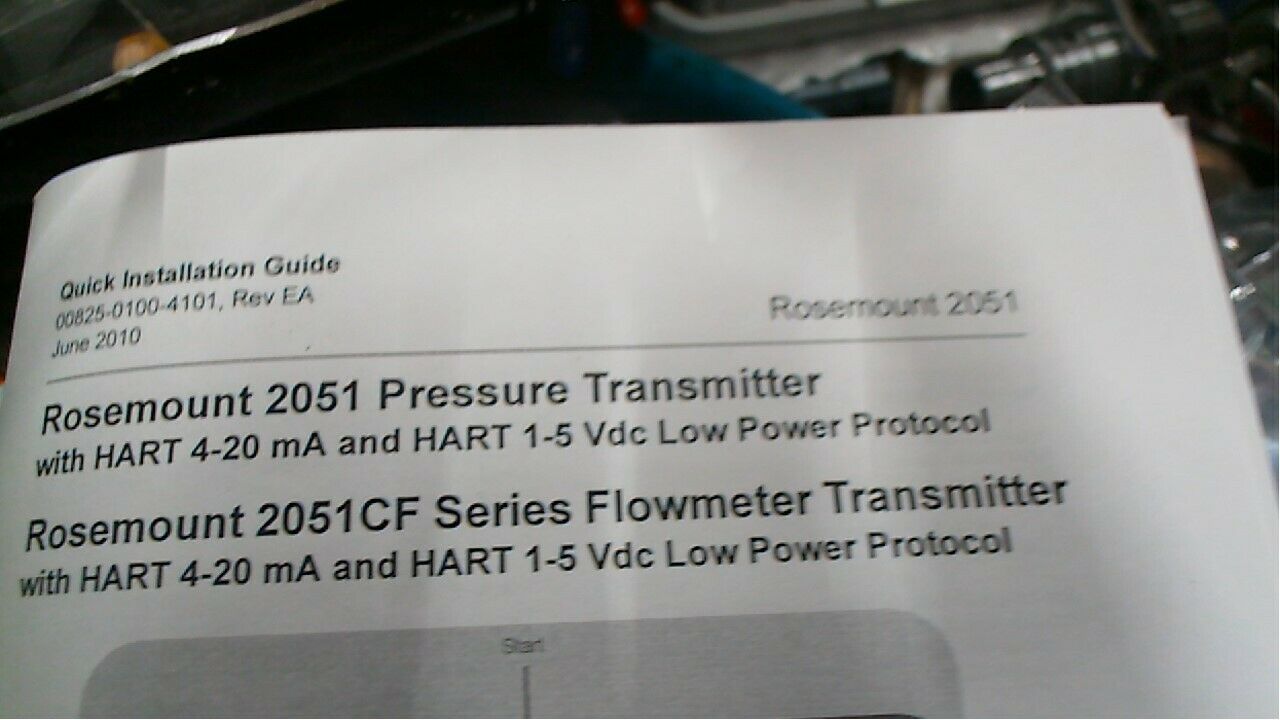 Quick Installation Guide
00825-0100-4101, Rev EA
June 2010
Rosemount 2051
Rosemount 2051 Pressure Transmitter
with HART 4-20 mA and HART 1-5 Vdc Low Power Protocol
Rosemount 2051CF Series Flowmeter Transmitter
with HART 4-20 mA and HART 1-5 Vdc Low Power Protocol
Start